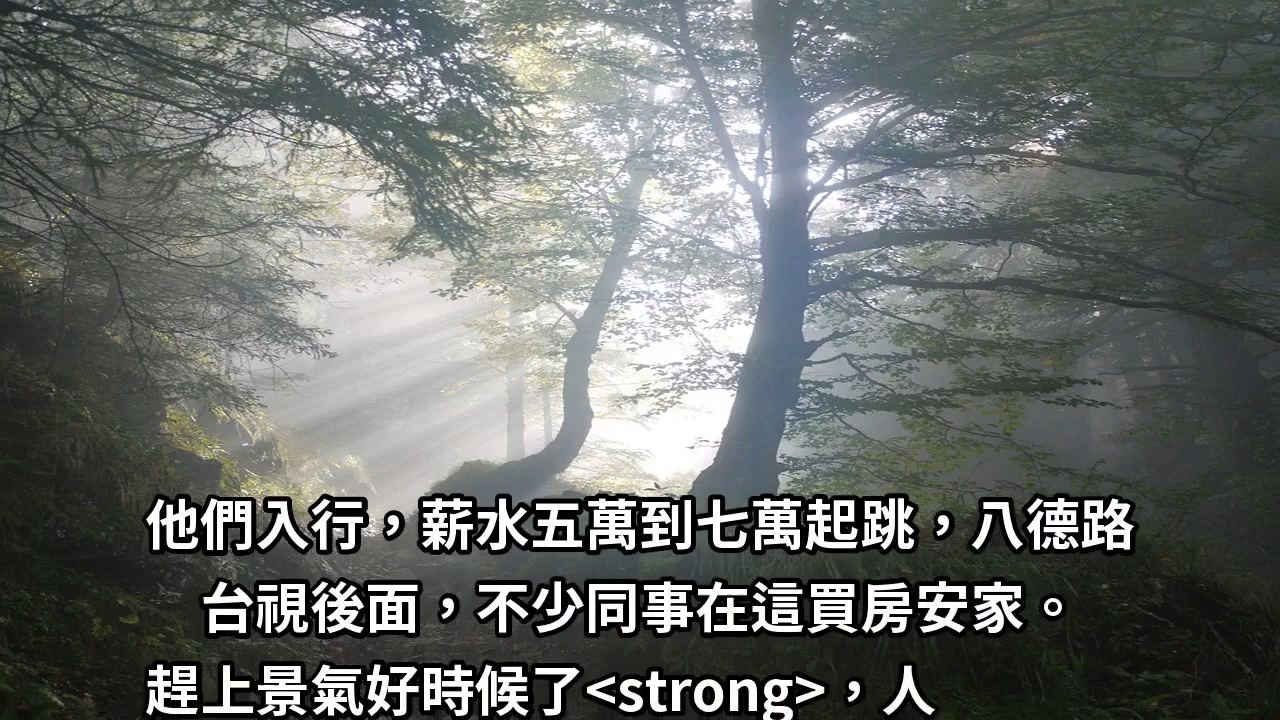 他們入行，薪水五萬到七萬起跳，八德路
台視後面，不少同事在這買房安家。
趕上景氣好時候了<strong>，人